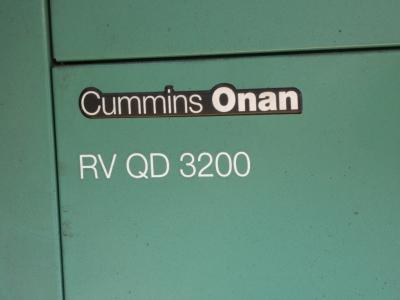 Cummins Onan
RV QD 3200